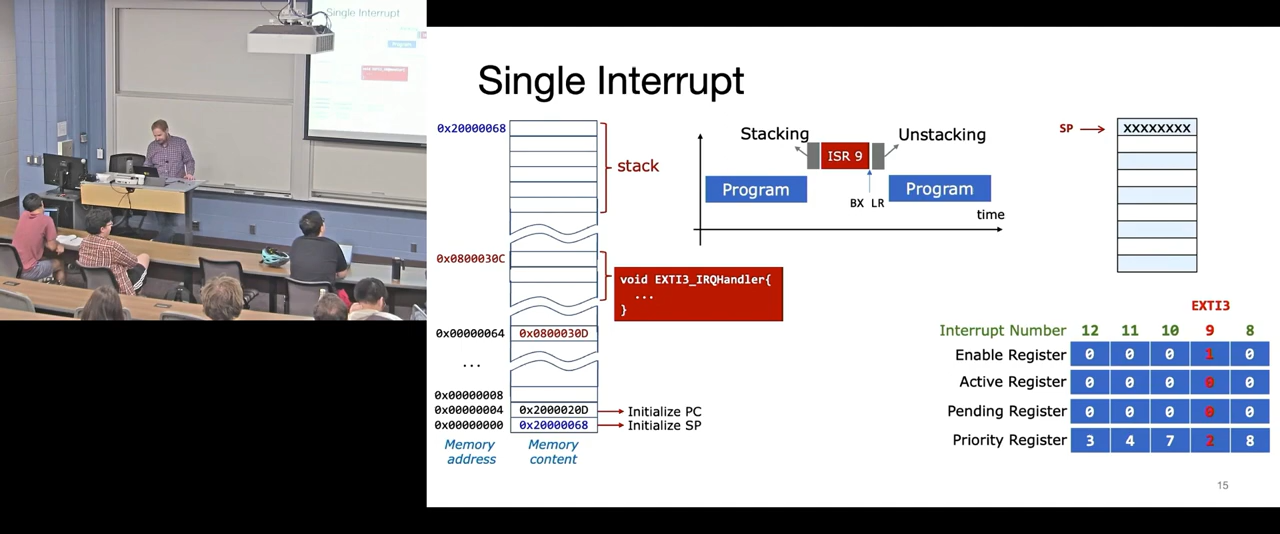 Single Interrupt
Single Interrupt
0x20000068
stack
0x0800030C
void EXTI3_IRQHandler{
...
}
0x00000064
0x0800030D
...
0x00000008
0x00000004
0x2000020D
Initialize PC
0x00000000
0x20000068
Initialize SP
Memory
address
Memory
content
Stacking
Unstacking
ISR 9
Program
Program
BX LR
time
SP
XXXXXXXX
EXTI3
Interrupt Number 12 11 10 9 8
Enable Register 0 0 0 1 0
Active Register 0 0 0 0 0
Pending Register 0 0 0 0 0
Priority Register 3 4 7 2 8
15